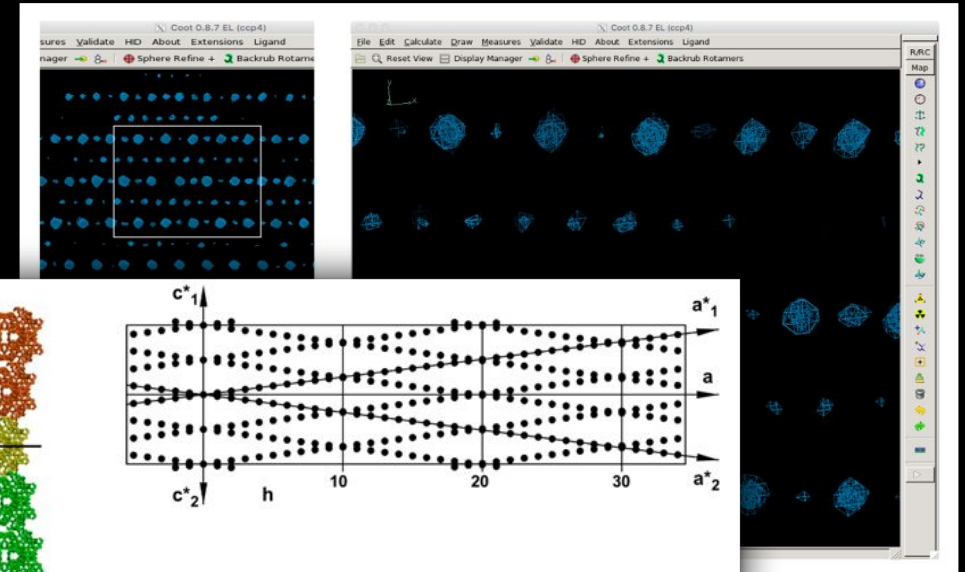 Coot 0.8.7 EL (ccp4)
sures Validate HID About Extensions Ligand
nager Sphere Refine + Backrub Rotame
Coot 0.8.7 EL (ccp4)
File Edit Calculate Draw Measures Validate HID About Extensions Ligand
Reset View Display Manager Sphere Refine + Backrub Rotamers
R/RC
Map
c*1
a*1
a
c*2
h
10
20
30
a*2